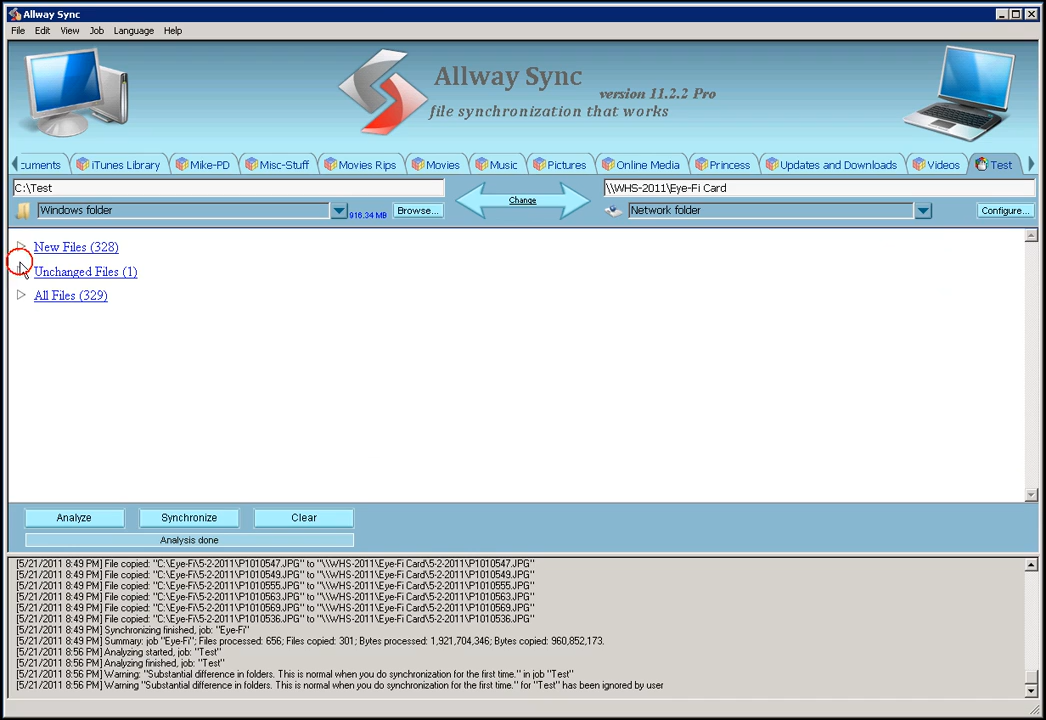 Allway Sync
File Edit View Job Language Help
Allway Sync
version 11.2.2 Pro
file synchronization that works
:uments iTunes Library Mike-PD Misc-Stuff Movies Rips Movies Music Pictures Online Media Princess Updates and Downloads Videos Test
C:\Test
Change
\\WHS-2011\Eye-Fi Card
Windows folder
916.34 MB
Browse...
Network folder
Configure...
New Files (328)
Unchanged Files (1)
All Files (329)
Analyze Synchronize Clear
Analysis done
[5/21/2011 8:49 PM] File copied: "C:\Eye-Fi\5-2-2011\P1010547.JPG" to "\\WHS-2011\Eye-Fi Card\5-2-2011\P1010547.JPG"
[5/21/2011 8:49 PM] File copied: "C:\Eye-Fi\5-2-2011\P1010549.JPG" to "\\WHS-2011\Eye-Fi Card\5-2-2011\P1010549.JPG"
[5/21/2011 8:49 PM] File copied: "C:\Eye-Fi\5-2-2011\P1010555.JPG" to "\\WHS-2011\Eye-Fi Card\5-2-2011\P1010555.JPG"
[5/21/2011 8:49 PM] File copied: "C:\Eye-Fi\5-2-2011\P1010563.JPG" to "\\WHS-2011\Eye-Fi Card\5-2-2011\P1010563.JPG"
[5/21/2011 8:49 PM] File copied: "C:\Eye-Fi\5-2-2011\P1010569.JPG" to "\\WHS-2011\Eye-Fi Card\5-2-2011\P1010569.JPG"
[5/21/2011 8:49 PM] File copied: "C:\Eye-Fi\5-2-2011\P1010536.JPG" to "\\WHS-2011\Eye-Fi Card\5-2-2011\P1010536.JPG"
[5/21/2011 8:49 PM] Synchronizing finished, job: "Eye-Fi"
[5/21/2011 8:49 PM] Summary: job "Eye-Fi"; Files processed: 656; Files copied: 301; Bytes processed: 1,921,704,346; Bytes copied: 960,852,173.
[5/21/2011 8:56 PM] Analyzing started, job: "Test"
[5/21/2011 8:56 PM] Analyzing finished, job: "Test"
[5/21/2011 8:56 PM] Warning: "Substantial difference in folders. This is normal when you do synchronization for the first time." in job "Test"
[5/21/2011 8:56 PM] Warning "Substantial difference in folders. This is normal when you do synchronization for the first time." for "Test" has been ignored by user